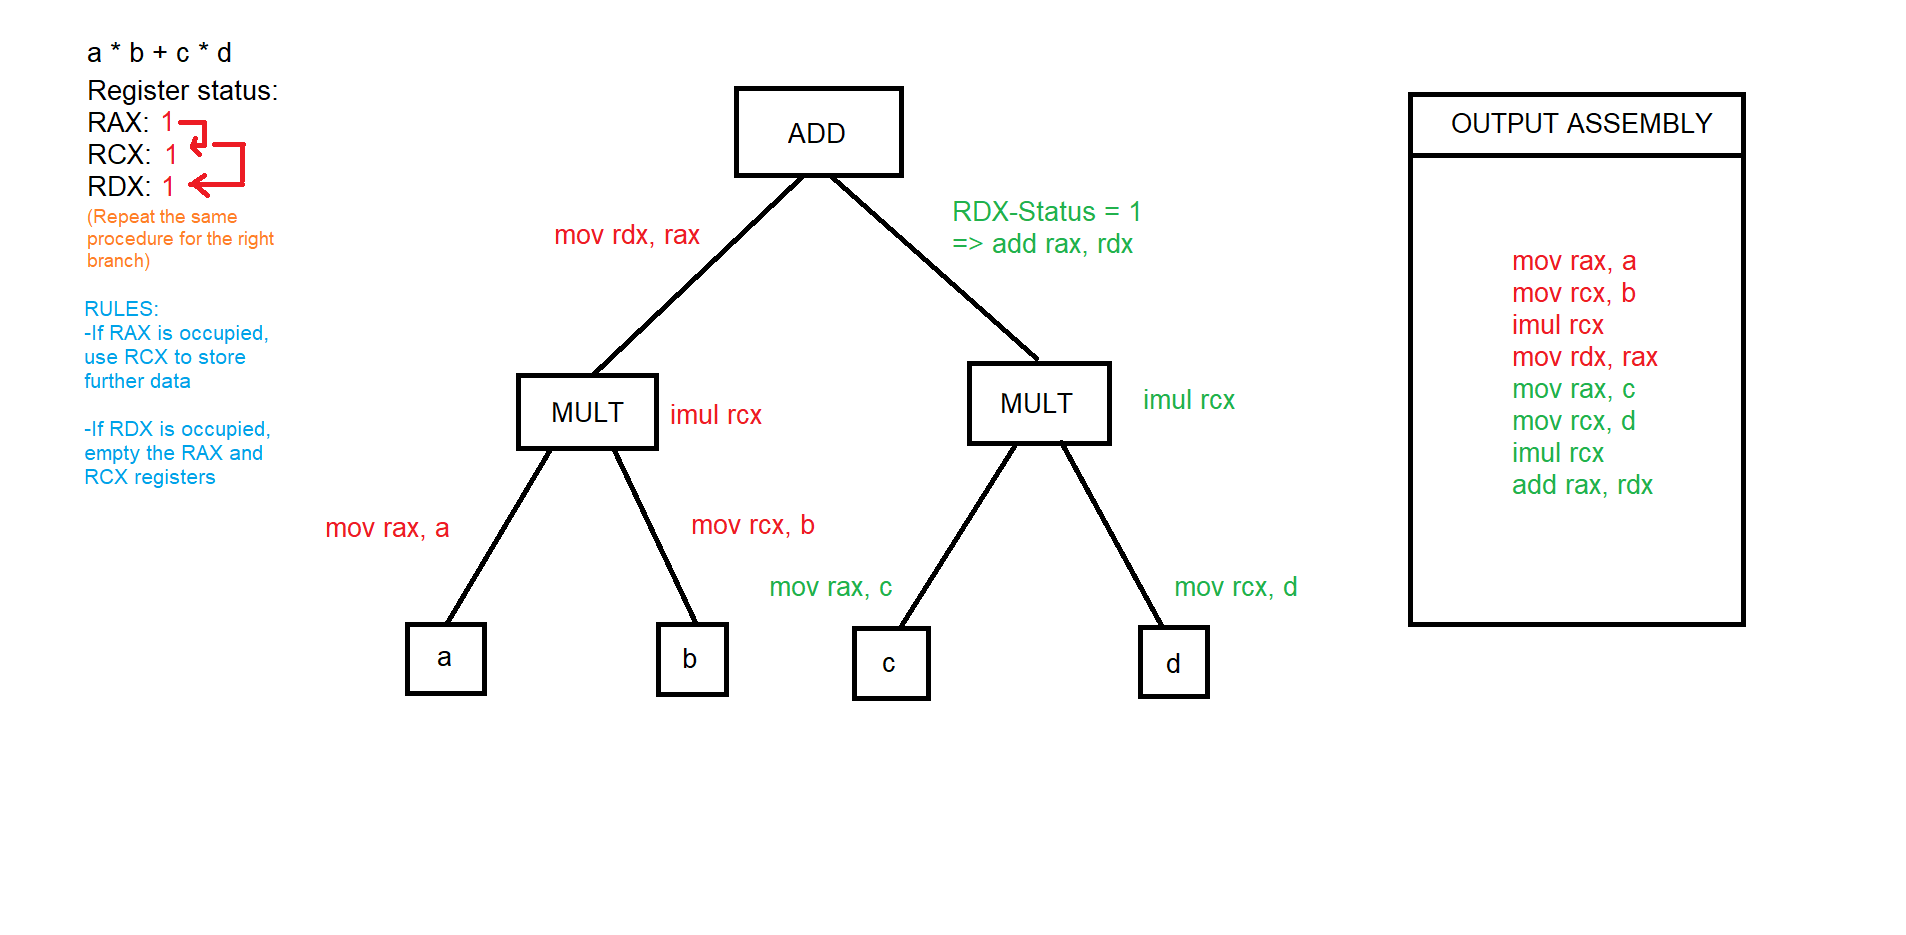 a * b + c * d
Register status:
RAX: 1
RCX: 1
RDX: 1
(Repeat the same
procedure for the right
branch)
RULES:
-If RAX is occupied,
use RCX to store
further data
-If RDX is occupied,
empty the RAX and
RCX registers
ADD
mov rdx, rax
RDX-Status = 1
=> add rax, rdx
MULT
imul rcx
MULT
imul rcx
mov rax, a
mov rcx, b
mov rax, c
mov rcx, d
a
b
c
d
OUTPUT ASSEMBLY
mov rax, a
mov rcx, b
imul rcx
mov rdx, rax
mov rax, c
mov rcx, d
imul rcx
add rax, rdx